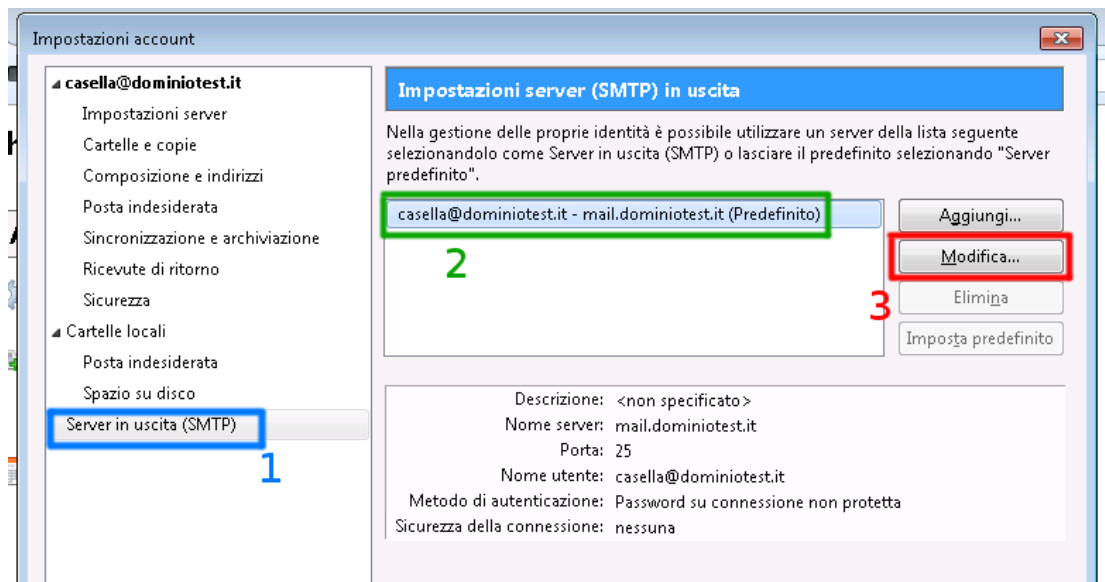 Impostazioni account
casella@dominiotest.it
Impostazioni server
Cartelle e copie
Composizione e indirizzi
Posta indesiderata
Sincronizzazione e archiviazione
Ricevute di ritorno
Sicurezza
Cartelle locali
Posta indesiderata
Spazio su disco
Server in uscita (SMTP)
1
Impostazioni server (SMTP) in uscita
Nella gestione delle proprie identità è possibile utilizzare un server della lista seguente
selezionandolo come Server in uscita (SMTP) o lasciare il predefinito selezionando "Server
predefinito".
casella@dominiotest.it - mail.dominiotest.it (Predefinito)
2
Aggiungi...
Modifica...
3
Elimina
Imposta predefinito
Descrizione: <non specificato>
Nome server: mail.dominiotest.it
Porta: 25
Nome utente: casella@dominiotest.it
Metodo di autenticazione: Password su connessione non protetta
Sicurezza della connessione: nessuna